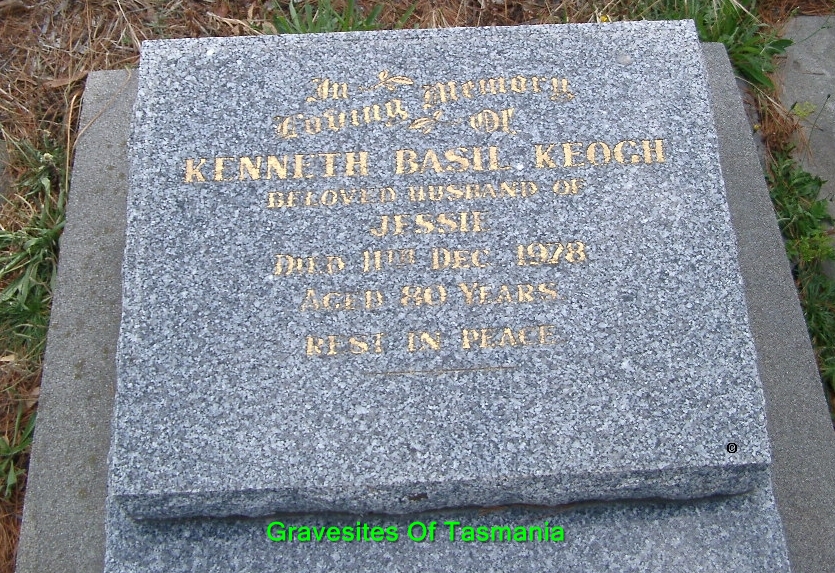 In Memory
Loving Of
KENNETH BASIL KEOGH
BELOVED HUSBAND OF
JESSIE
DIED 11TH DEC 1978
AGED 80 YEARS.
REST IN PEACE.
Gravesites Of Tasmania